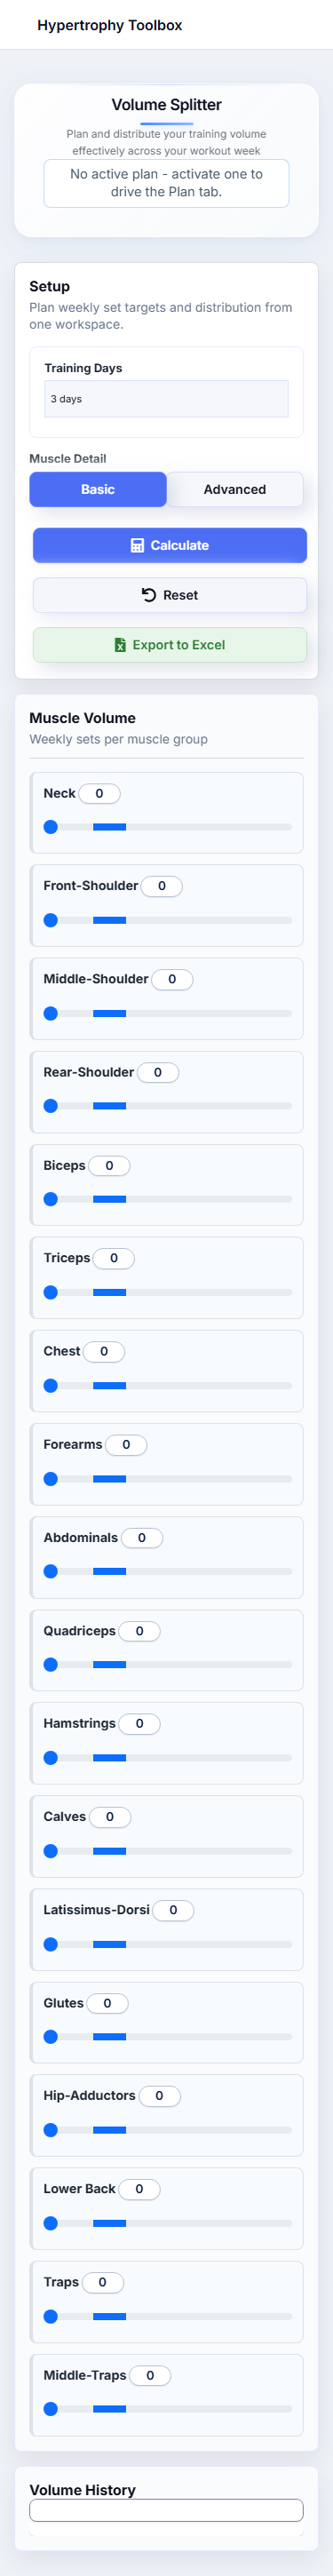 Hypertrophy Toolbox
Volume Splitter
Plan and distribute your training volume
effectively across your workout week
No active plan - activate one to
drive the Plan tab.
Setup
Plan weekly set targets and distribution from
one workspace.
Training Days
3 days
Muscle Detail
Basic
Advanced
Calculate
Reset
Export to Excel
Muscle Volume
Weekly sets per muscle group
Neck 0
Front-Shoulder 0
Middle-Shoulder 0
Rear-Shoulder 0
Biceps 0
Triceps 0
Chest 0
Forearms 0
Abdominals 0
Quadriceps 0
Hamstrings 0
Calves 0
Latissimus-Dorsi 0
Glutes 0
Hip-Adductors 0
Lower Back 0
Traps 0
Middle-Traps 0
Volume History